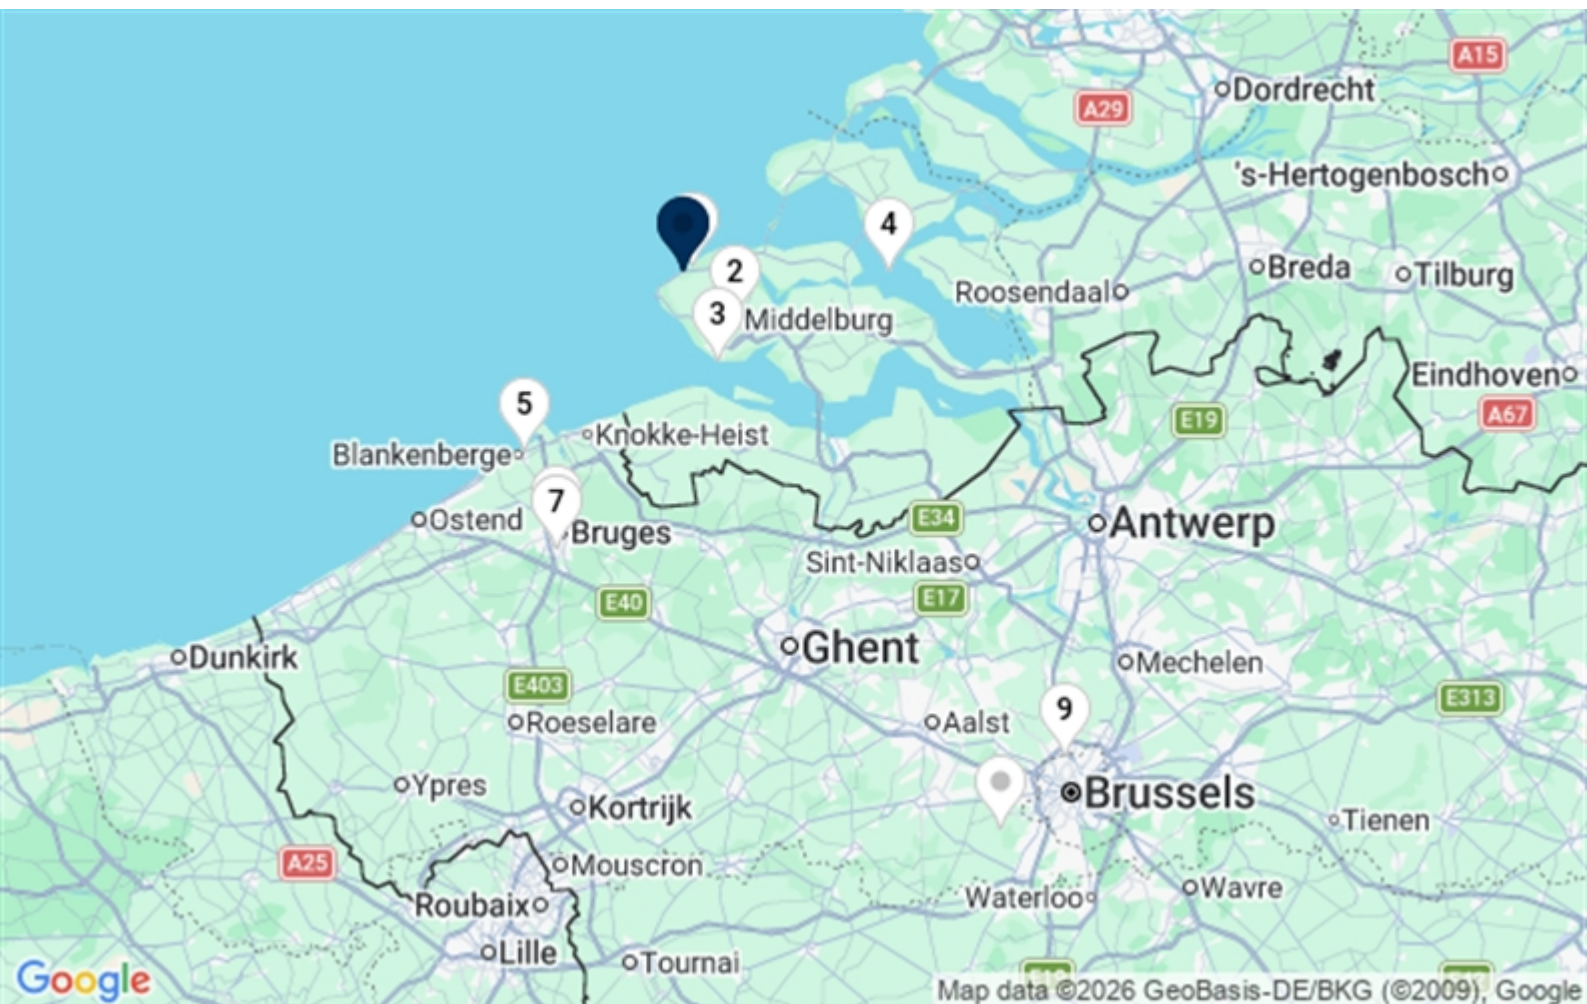 A15
Dordrecht
A29
's-Hertogenbosch
4
2
Breda
Tilburg
Roosendaal
3
Middelburg
Eindhoven
5
A67
E19
Knokke-Heist
Blankenberge
7
Ostend
E34
Antwerp
Bruges
Sint-Niklaas
E40
E17
Ghent
Dunkirk
Mechelen
E403
E313
9
Roeselare
Aalst
Ypres
Brussels
Kortrijk
Tienen
A25
Mouscron
Wavre
Waterloo
Roubaix
Lille
Tournai
Google
Map data ©2026 GeoBasis-DE/BKG (©2009), Google